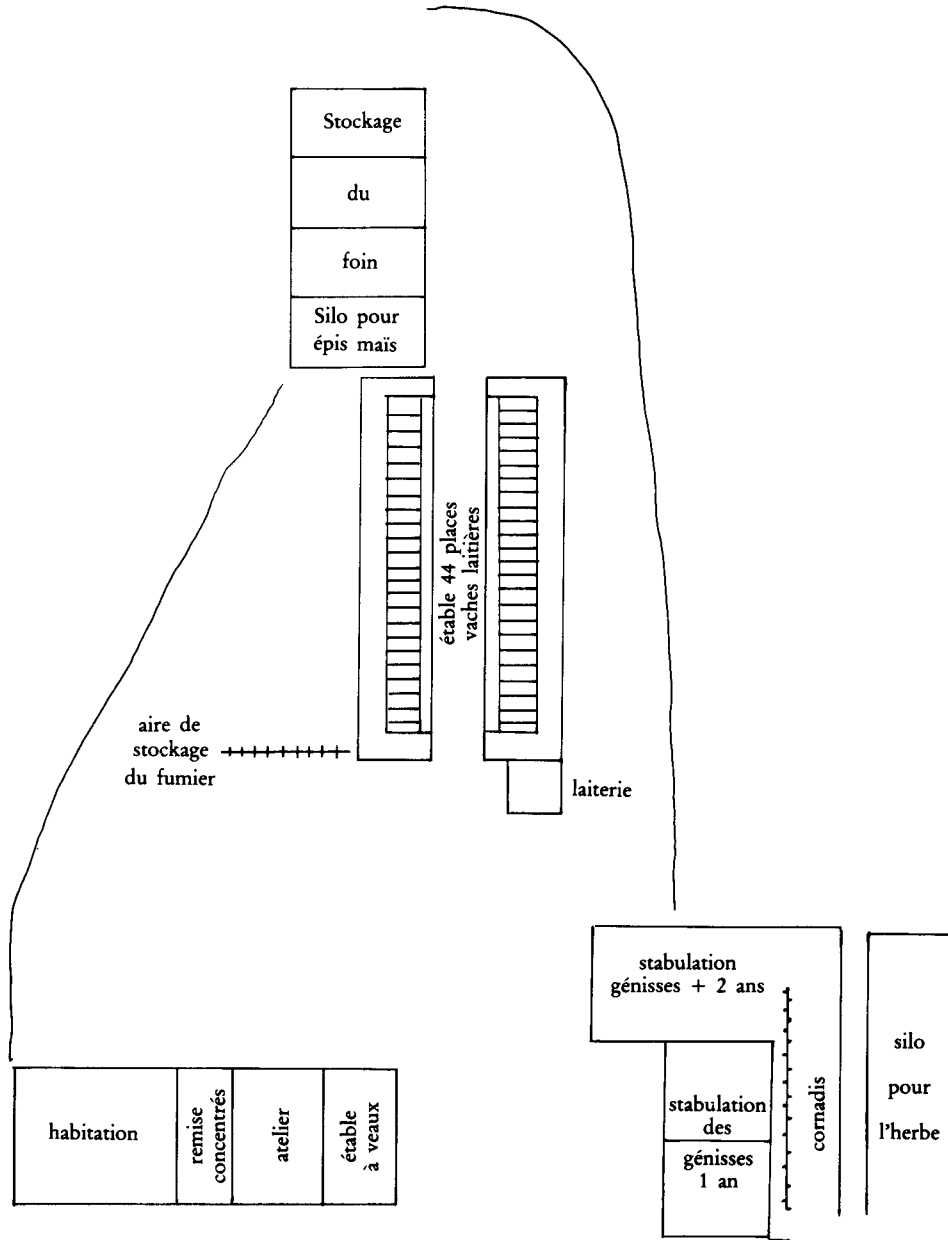 Stockage
du
foin
Silo pour
épis maïs
étable 44 places
vaches laitières
aire de
stockage
du fumier
laiterie
stabulation
génisses + 2 ans
stabulation
des
génisses
1 an
cornadis
silo
pour
l'herbe
habitation
remise
concentrés
atelier
étable
à veaux